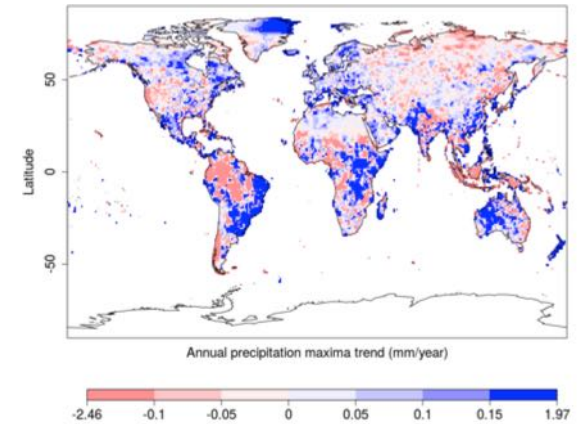 50
Latitude
0
-50
Annual precipitation maxima trend (mm/year)
-2.46 -0.1 -0.05 0 0.05 0.1 0.15 1.97